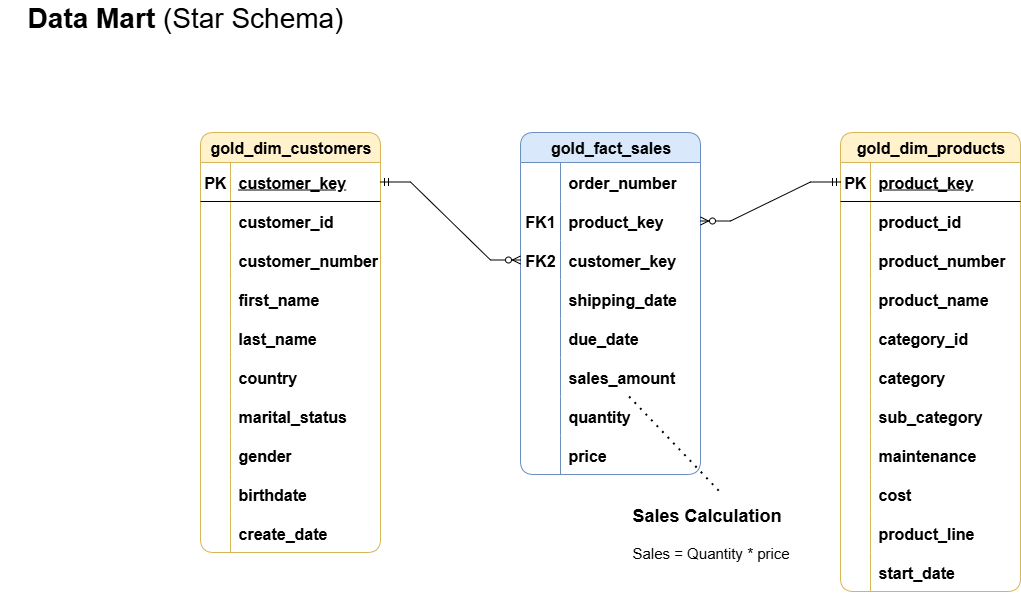 Data Mart (Star Schema)
gold_dim_customers
PK customer_key
customer_id
customer_number
first_name
last_name
country
marital_status
gender
birthdate
create_date
gold_fact_sales
order_number
FK1 product_key
FK2 customer_key
shipping_date
due_date
sales_amount
quantity
price
Sales Calculation
Sales = Quantity * price
gold_dim_products
PK product_key
product_id
product_number
product_name
category_id
category
sub_category
maintenance
cost
product_line
start_date